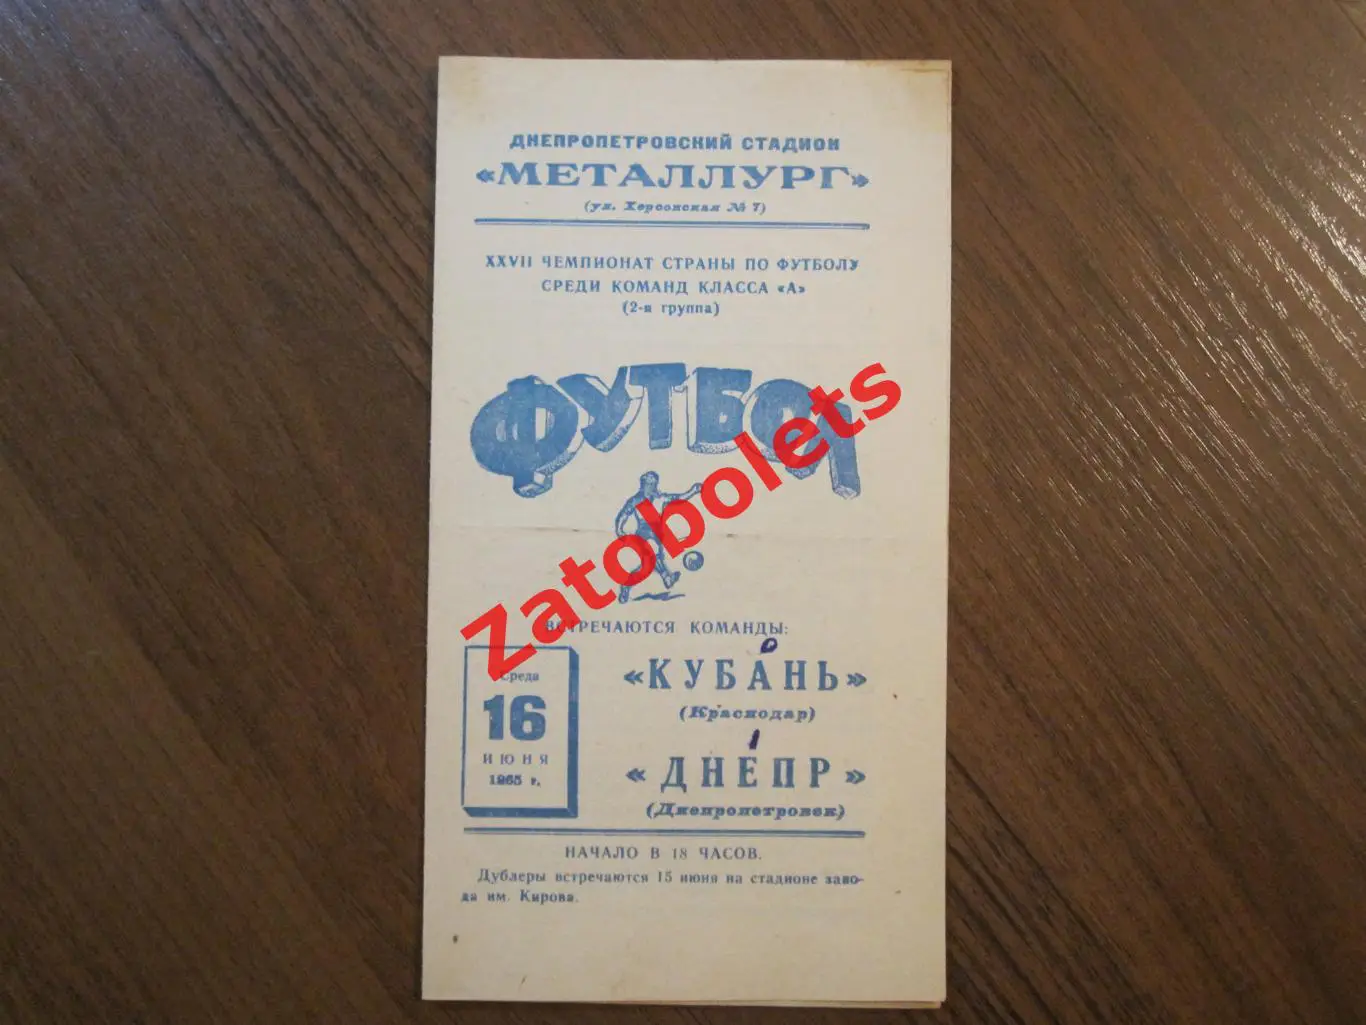 ДНЕПРОПЕТРОВСКИЙ СТАДИОН
«МЕТАЛЛУРГ»
(ул. Херсонская № 7)
XXVII ЧЕМПИОНАТ СТРАНЫ ПО ФУТБОЛУ
СРЕДИ КОМАНД КЛАССА «А»
(2-я группа)
ФУТБОЛ
Zatobolets
ВСТРЕЧАЮТСЯ КОМАНДЫ:
Среда
16
ИЮНЯ
1965 г.
0
«КУБАНЬ»
(Краснодар)
1
«ДНЕПР»
(Днепропетровск)
НАЧАЛО В 18 ЧАСОВ.
Дублеры встречаются 15 июня на стадионе заво-
да им. Кирова.